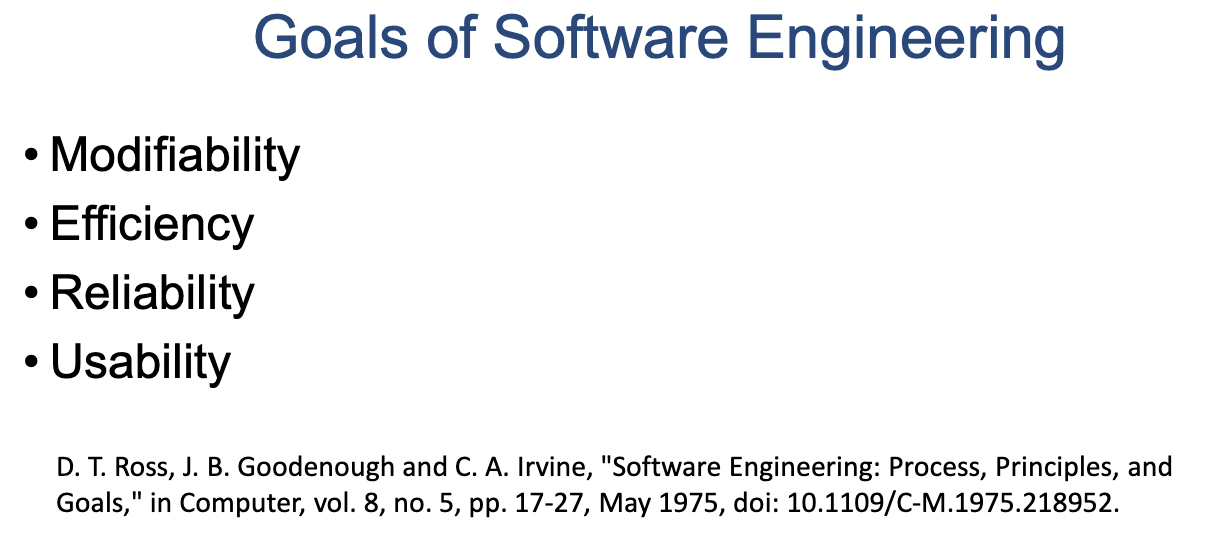 Goals of Software Engineering
• Modifiability
• Efficiency
• Reliability
• Usability
D. T. Ross, J. B. Goodenough and C. A. Irvine, "Software Engineering: Process, Principles, and
Goals," in Computer, vol. 8, no. 5, pp. 17-27, May 1975, doi: 10.1109/C-M.1975.218952.